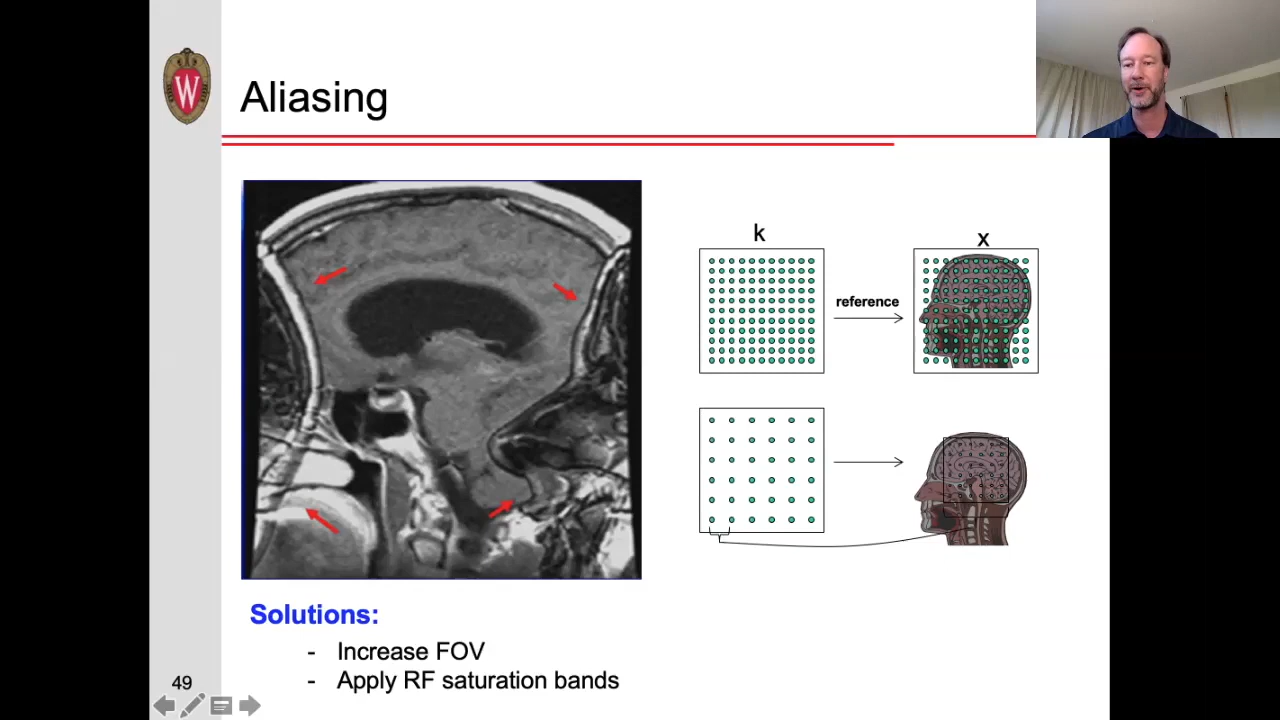 W
Aliasing
k
x
reference
Solutions:
- Increase FOV
- Apply RF saturation bands
49